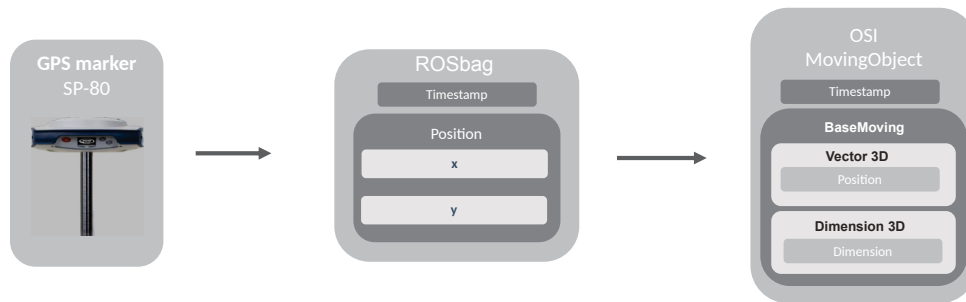 GPS marker
SP-80
ROSbag
Timestamp
Position
x
y
OSI
MovingObject
Timestamp
BaseMoving
Vector 3D
Position
Dimension 3D
Dimension